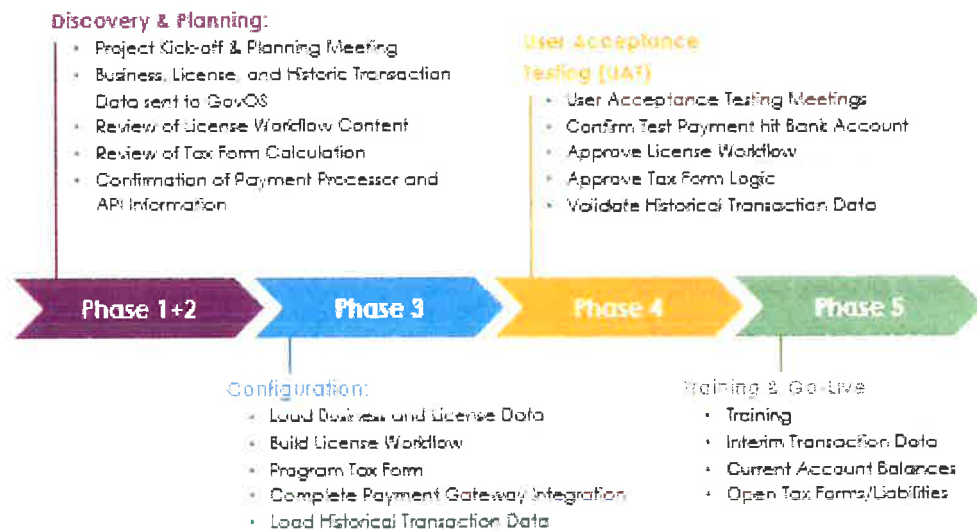 Discovery & Planning:
• Project Kick-off & Planning Meeting
• Business, License, and Historic Transaction
Data sent to GovOS
• Review of License Workflow Content
• Review of Tax Form Calculation
• Confirmation of Payment Processor and
API Information
User Acceptance
Testing (UAT)
• User Acceptance Testing Meetings
• Confirm Test Payment hit Bank Account
• Approve License Workflow
• Approve Tax Form Logic
• Validate Historical Transaction Data
Phase 1+2
Phase 3
Phase 4
Phase 5
Configuration:
• Load Business and License Data
• Build License Workflow
• Program Tax Form
• Complete Payment Gateway Integration
• Load Historical Transaction Data
Training & Go-Live
• Training
• Interim Transaction Data
• Current Account Balances
• Open Tax Forms/Liabilities